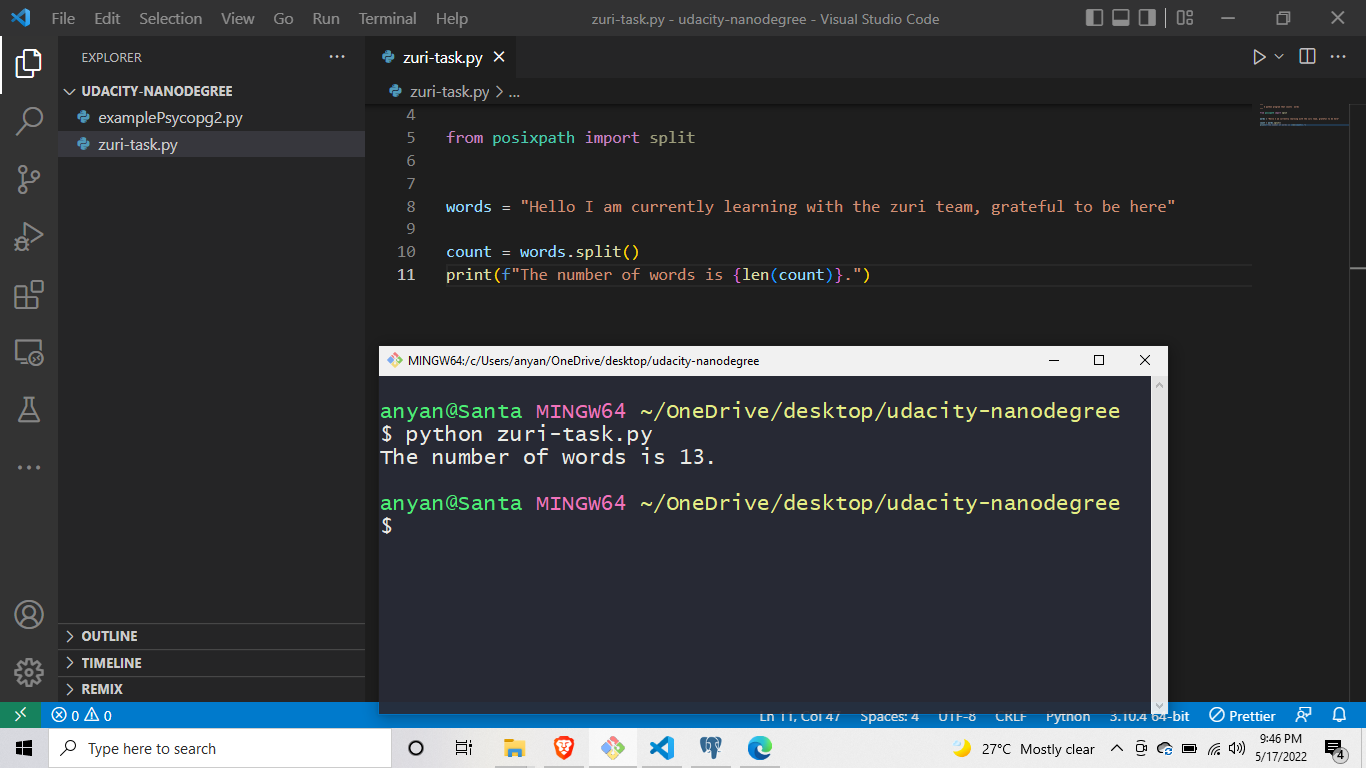 File Edit Selection View Go Run Terminal Help
zuri-task.py - udacity-nanodegree - Visual Studio Code
EXPLORER
UDACITY-NANODEGREE
examplePsycopg2.py
zuri-task.py
OUTLINE
TIMELINE
REMIX
zuri-task.py
zuri-task.py > ...
4
5 from posixpath import split
6
7
8 words = "Hello I am currently learning with the zuri team, grateful to be here"
9
10 count = words.split()
11 print(f"The number of words is {len(count)}.")
MINGW64:/c/Users/anyan/OneDrive/desktop/udacity-nanodegree
anyan@Santa MINGW64 ~/OneDrive/desktop/udacity-nanodegree
$ python zuri-task.py
The number of words is 13.
anyan@Santa MINGW64 ~/OneDrive/desktop/udacity-nanodegree
$
0 0
Ln 11, Col 47 Spaces: 4 UTF-8 CRLF Python 3.10.4 64-bit Prettier
Type here to search
27°C Mostly clear
9:46 PM
5/17/2022
4